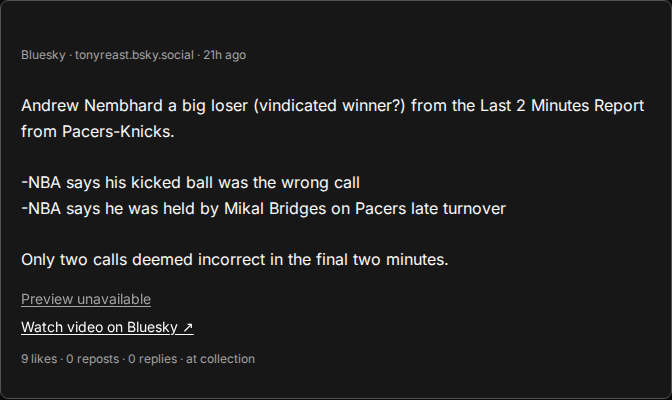 Bluesky · tonyreast.bsky.social · 21h ago
Andrew Nembhard a big loser (vindicated winner?) from the Last 2 Minutes Report
from Pacers-Knicks.
-NBA says his kicked ball was the wrong call
-NBA says he was held by Mikal Bridges on Pacers late turnover
Only two calls deemed incorrect in the final two minutes.
Preview unavailable
Watch video on Bluesky ↗
9 likes · 0 reposts · 0 replies · at collection